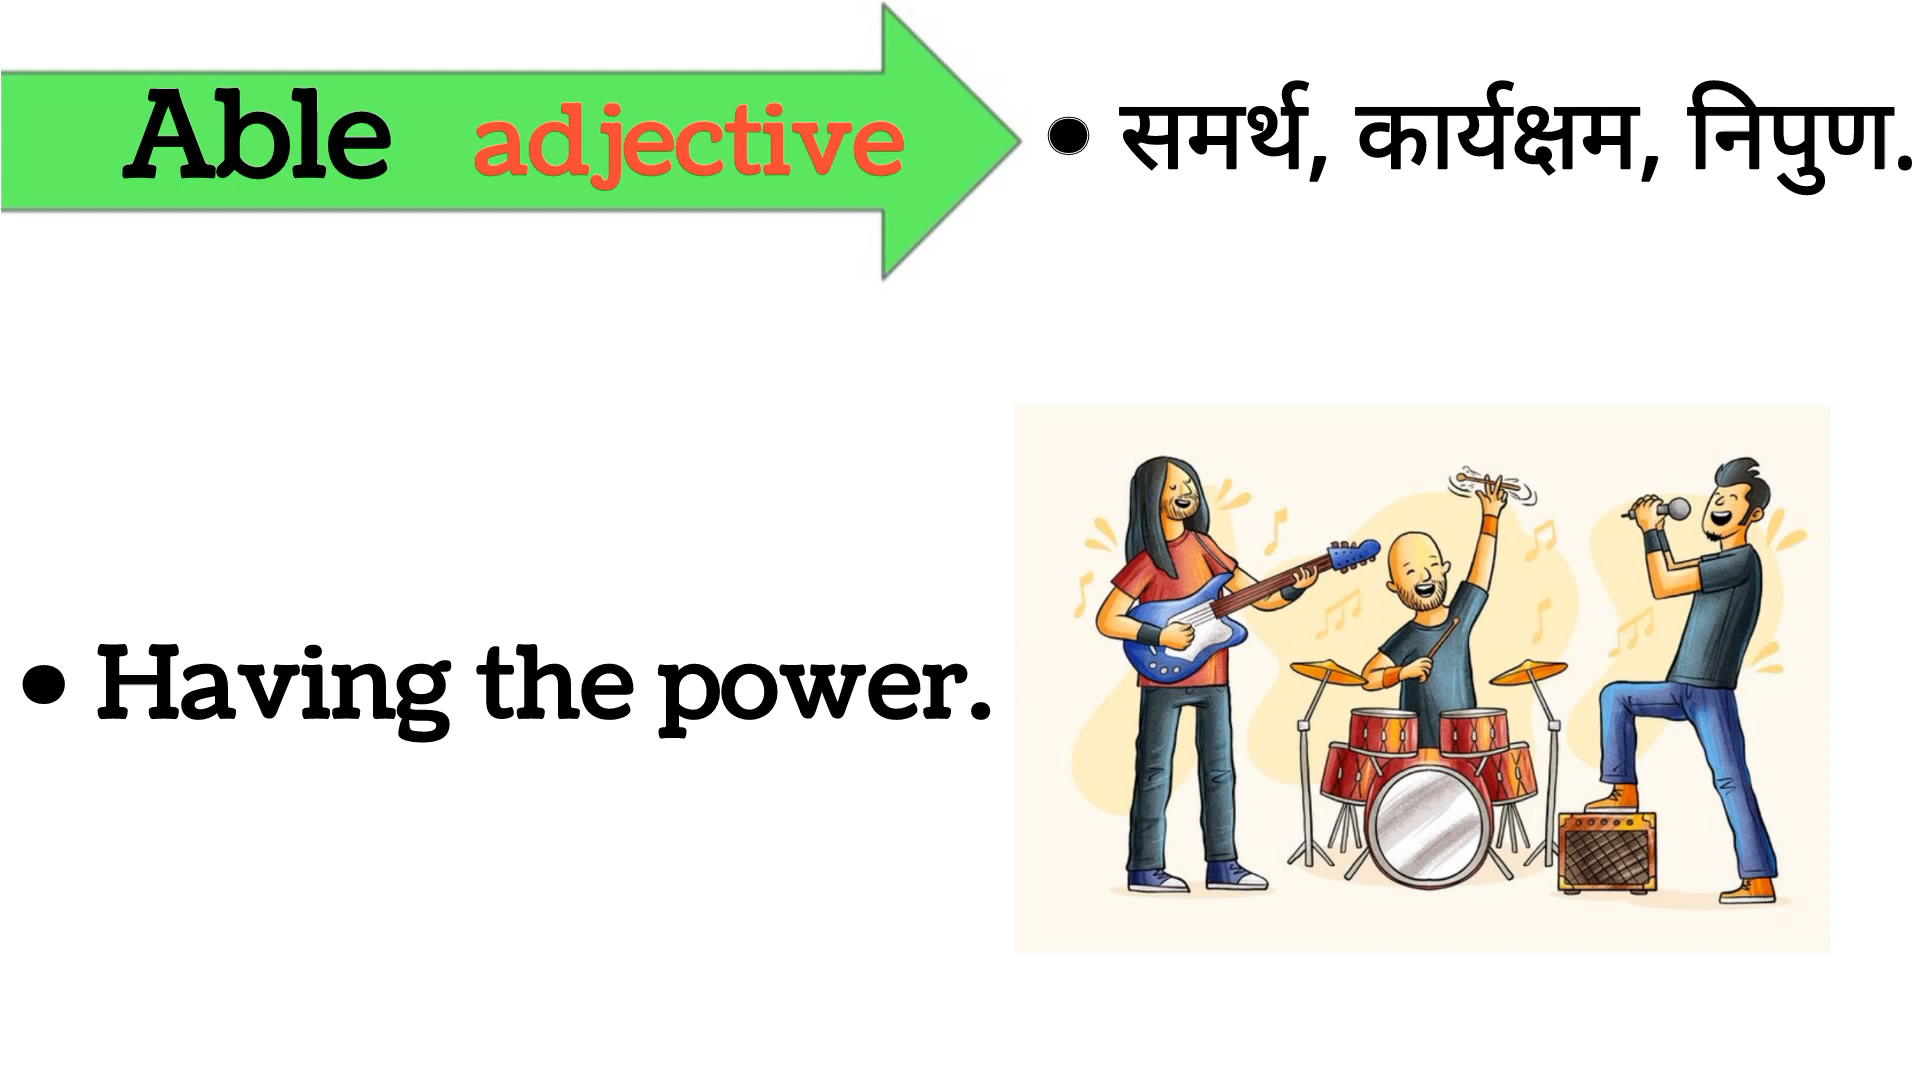 Able adjective
• समर्थ, कार्यक्षम, निपुण.
• Having the power.